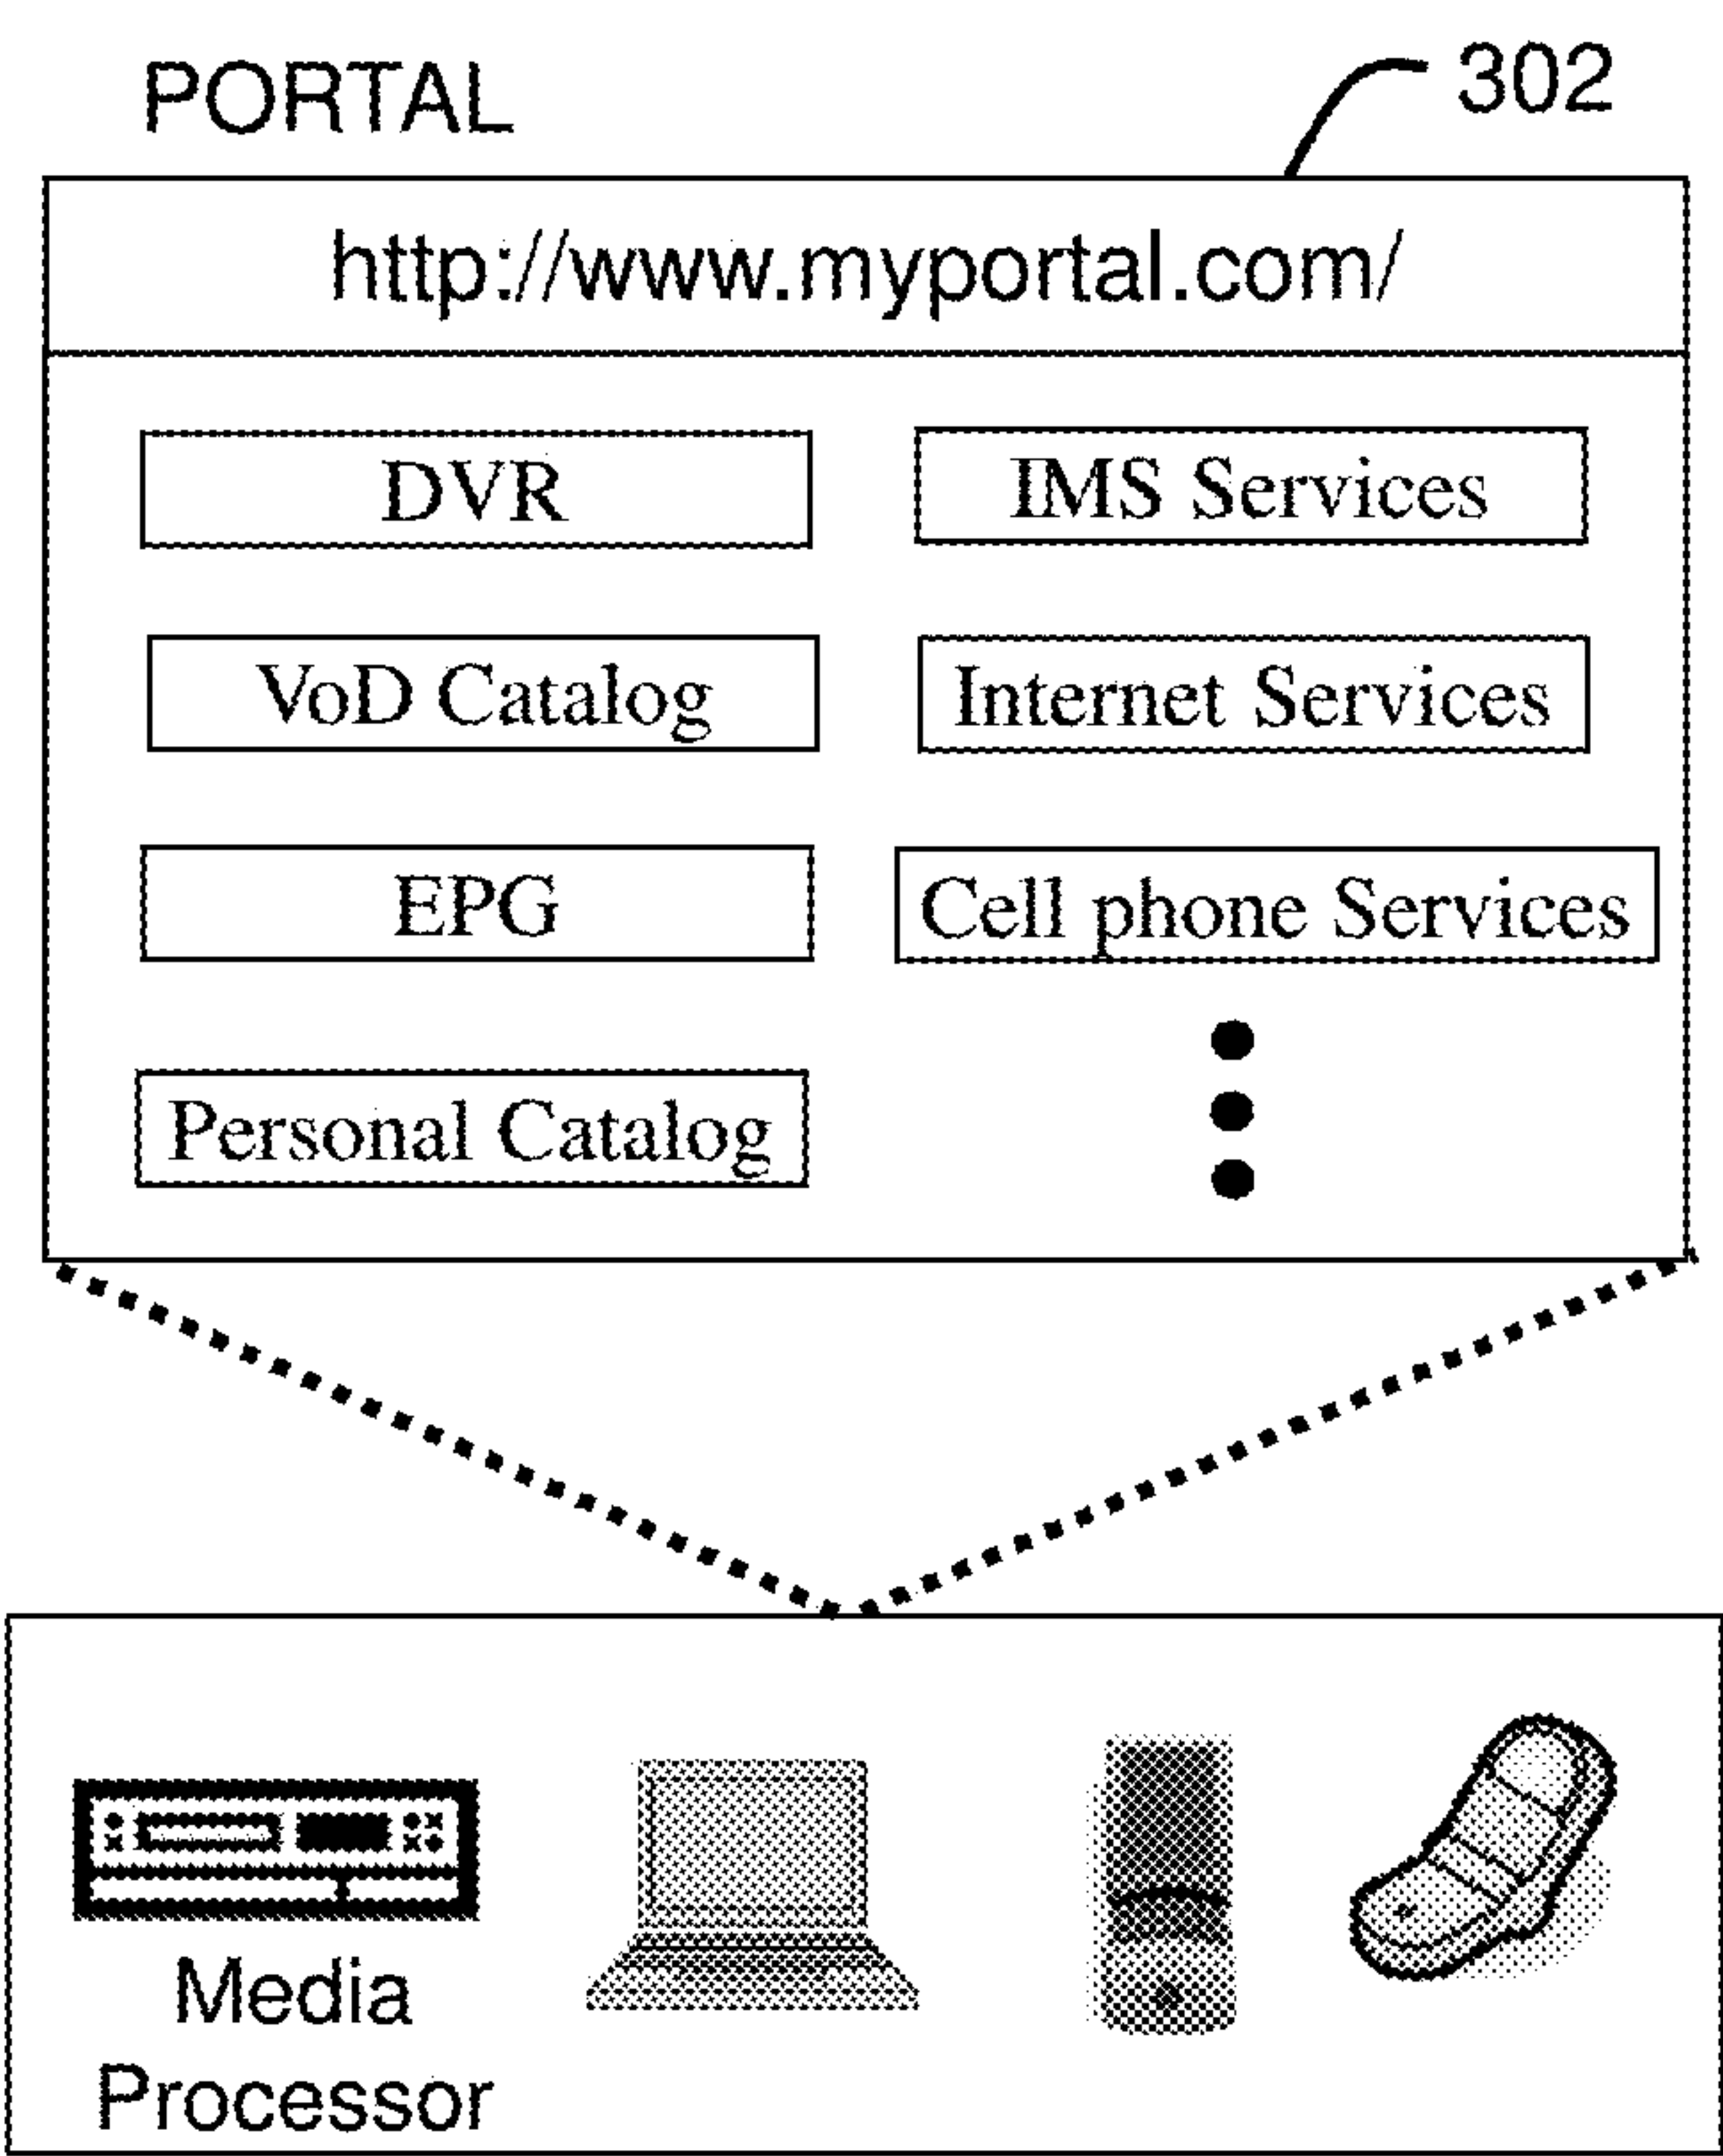 PORTAL
302
http://www.myportal.com/
DVR
IMS Services
VoD Catalog
Internet Services
EPG
Cell phone Services
Personal Catalog
Media
Processor